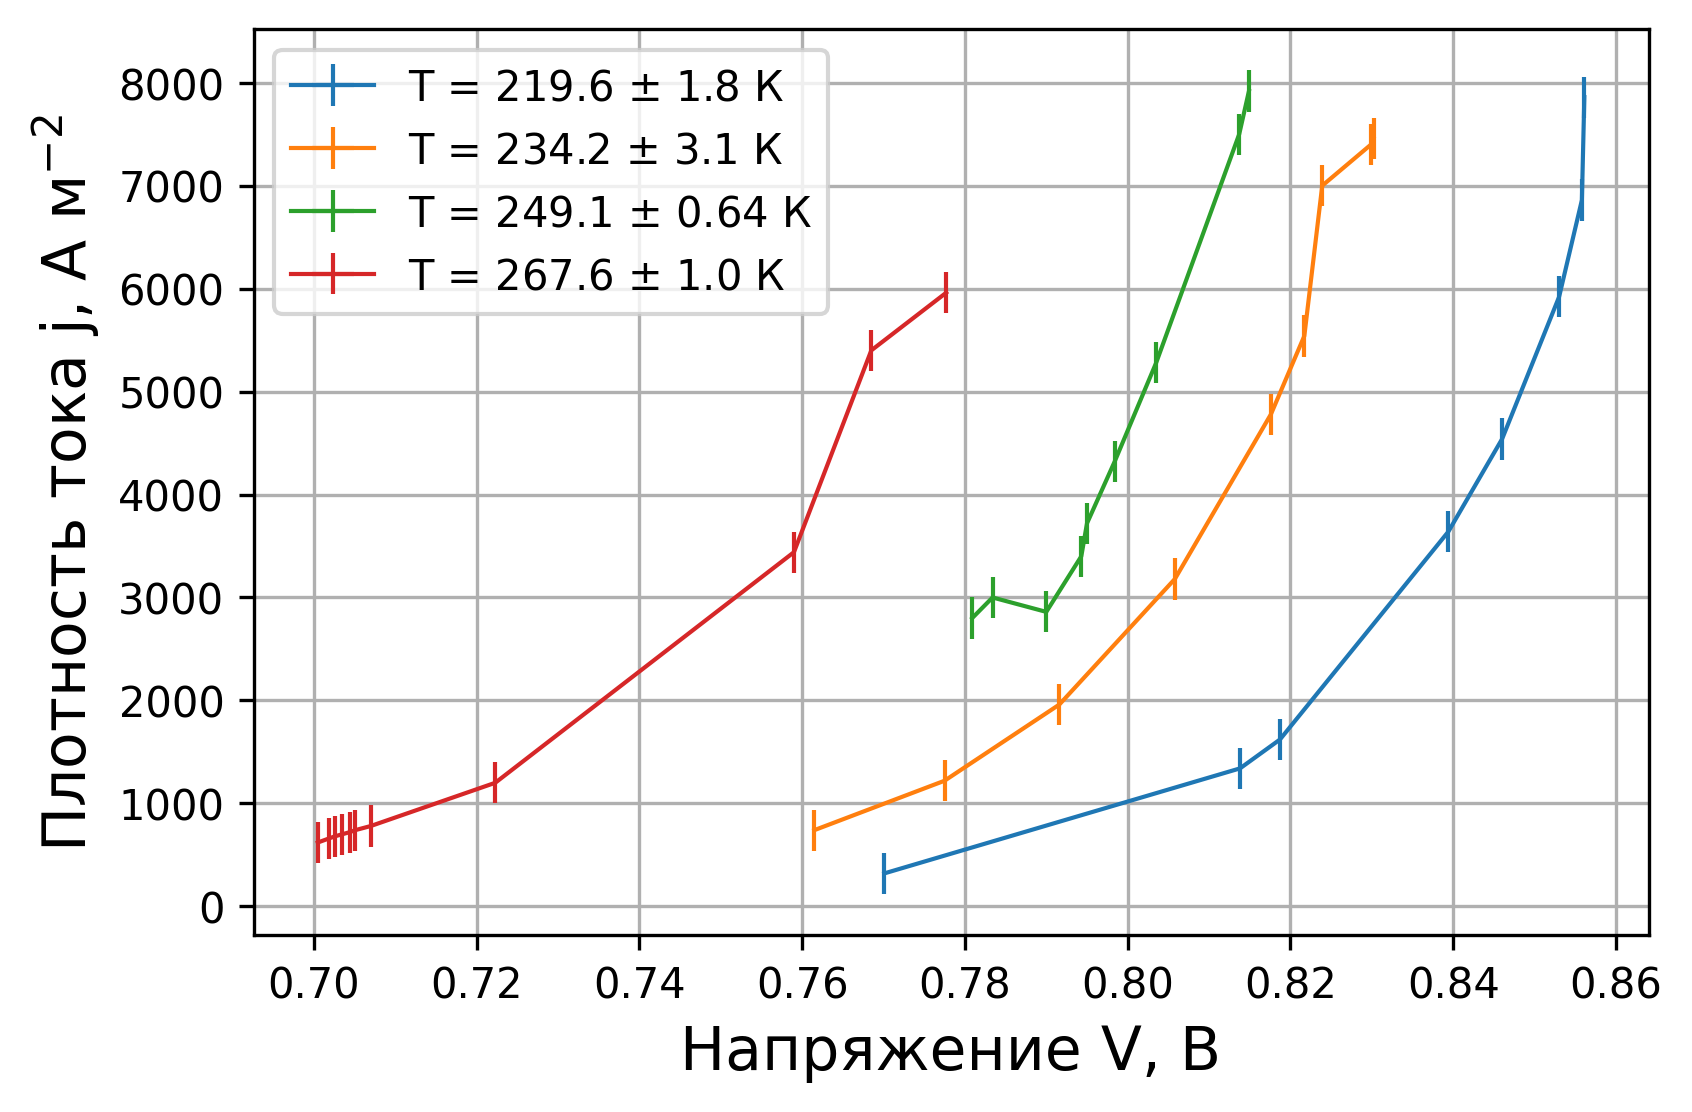 Плотность тока j, А м⁻²
8000
7000
6000
5000
4000
3000
2000
1000
0
T = 219.6 ± 1.8 К
T = 234.2 ± 3.1 К
T = 249.1 ± 0.64 К
T = 267.6 ± 1.0 К
0.70 0.72 0.74 0.76 0.78 0.80 0.82 0.84 0.86
Напряжение V, В